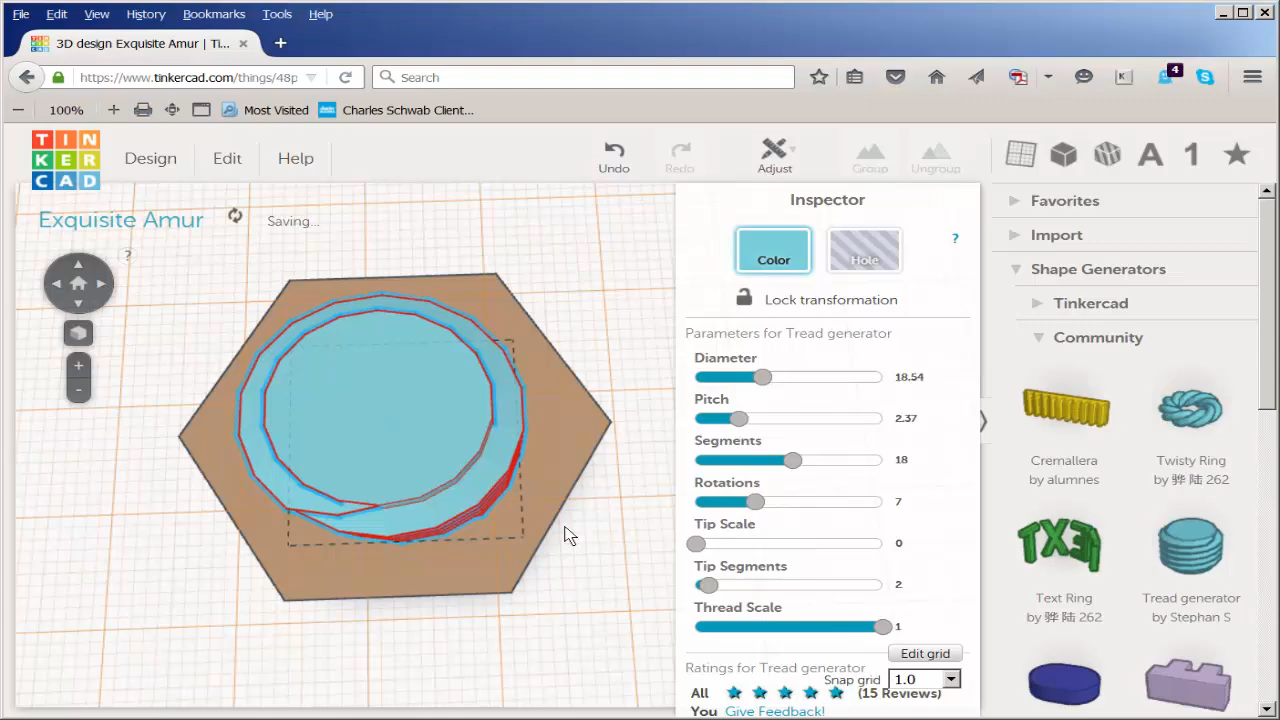 File Edit View History Bookmarks Tools Help
3D design Exquisite Amur | Ti...
https://www.tinkercad.com/things/48p
Search
4
100%
Most Visited
Charles Schwab Client...
TIN
KER
CAD
Design
Edit
Help
Undo
Redo
Adjust
Group
Ungroup
A
1
Exquisite Amur
Saving...
?
+
-
Inspector
Color
Hole
?
Lock transformation
Parameters for Tread generator
Diameter
18.54
Pitch
2.37
Segments
18
Rotations
7
Tip Scale
0
Tip Segments
2
Thread Scale
1
Edit grid
Ratings for Tread generator
Snap grid
1.0
All
(15 Reviews)
You
Give Feedback!
Favorites
Import
Shape Generators
Tinkercad
Community
Cremallera
by alumnes
Twisty Ring
by 骅 陆 262
TEXT
Text Ring
by 骅 陆 262
Tread generator
by Stephan S